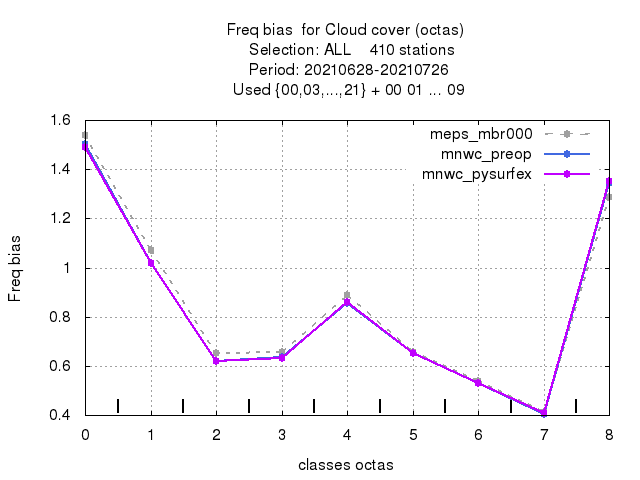 Freq bias  for Cloud cover (octas)
Selection: ALL    410 stations
Period: 20210628-20210726
Used {00,03,...,21} + 00 01 ... 09
meps_mbr000
mnwc_preop
mnwc_pysurfex
Freq bias
1.6
1.4
1.2
1
0.8
0.6
0.4
0 1 2 3 4 5 6 7 8
classes octas